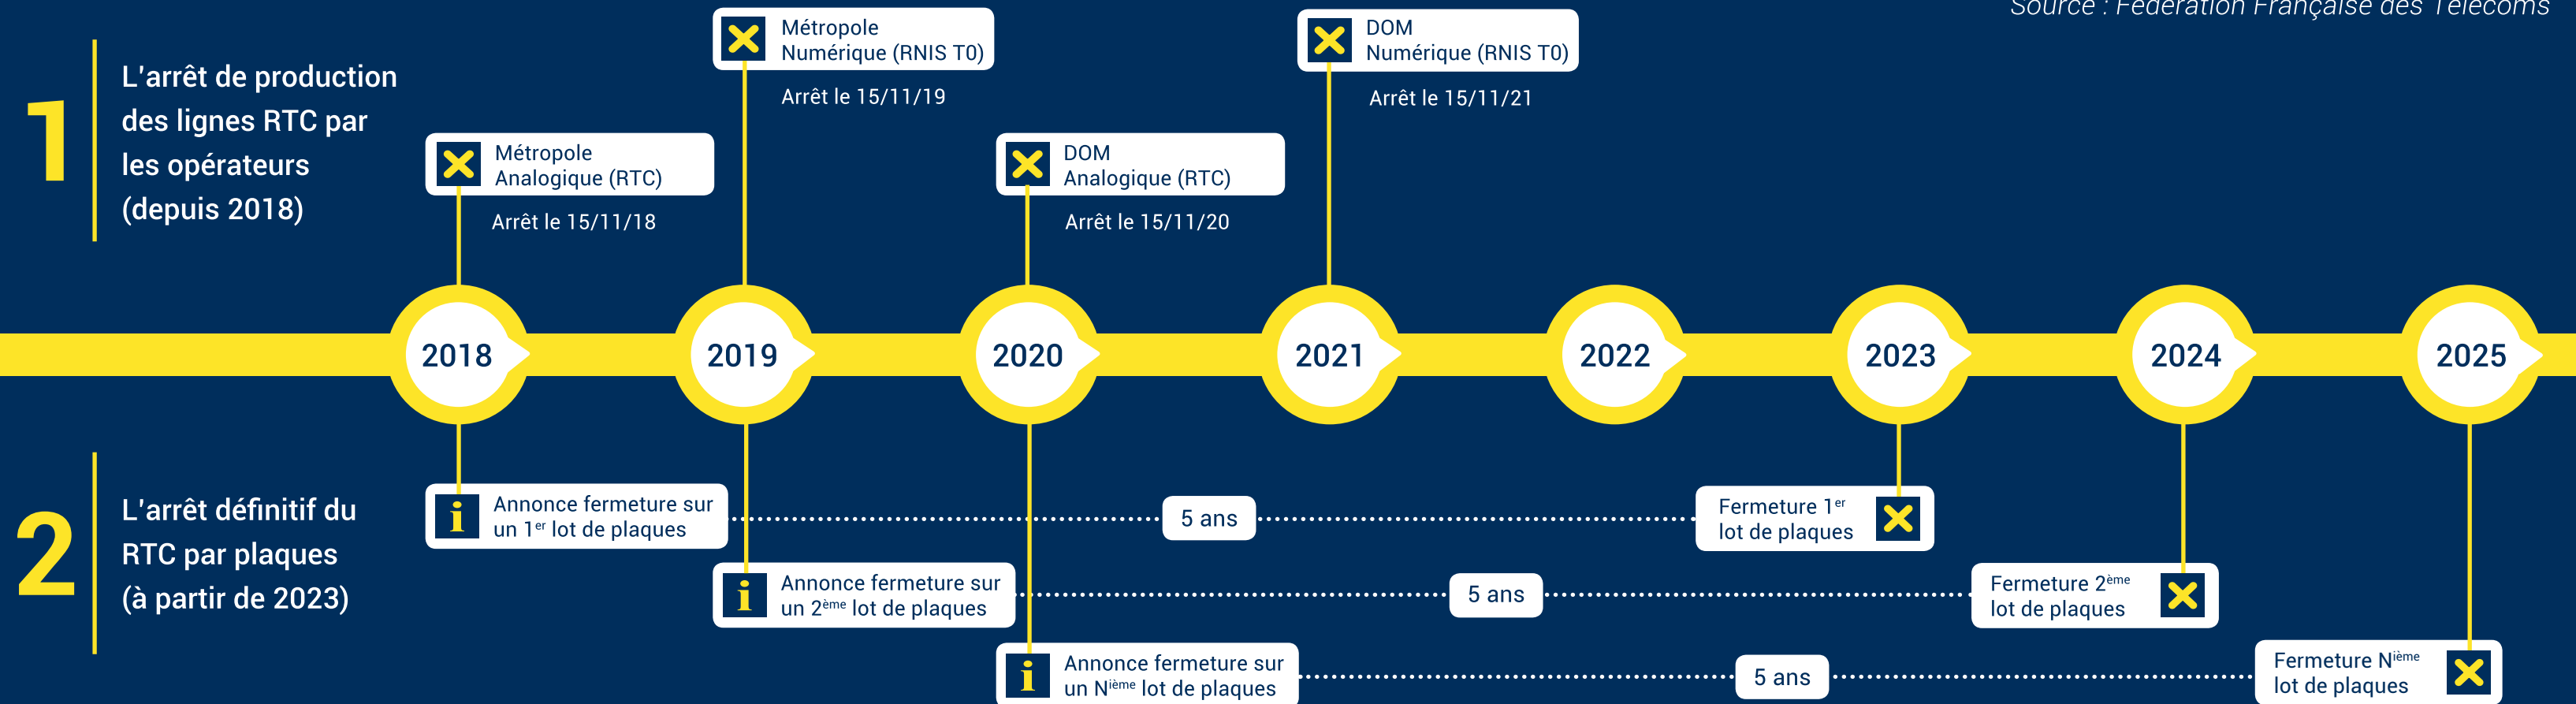 Source : Fédération Française des Télécoms
1
L'arrêt de production
des lignes RTC par
les opérateurs
(depuis 2018)
Métropole
Analogique (RTC)
Arrêt le 15/11/18
Métropole
Numérique (RNIS T0)
Arrêt le 15/11/19
DOM
Analogique (RTC)
Arrêt le 15/11/20
DOM
Numérique (RNIS T0)
Arrêt le 15/11/21
2018
2019
2020
2021
2022
2023
2024
2025
2
L'arrêt définitif du
RTC par plaques
(à partir de 2023)
i
Annonce fermeture sur
un 1er lot de plaques
5 ans
Fermeture 1er
lot de plaques
i
Annonce fermeture sur
un 2ème lot de plaques
5 ans
Fermeture 2ème
lot de plaques
i
Annonce fermeture sur
un Nième lot de plaques
5 ans
Fermeture Nième
lot de plaques